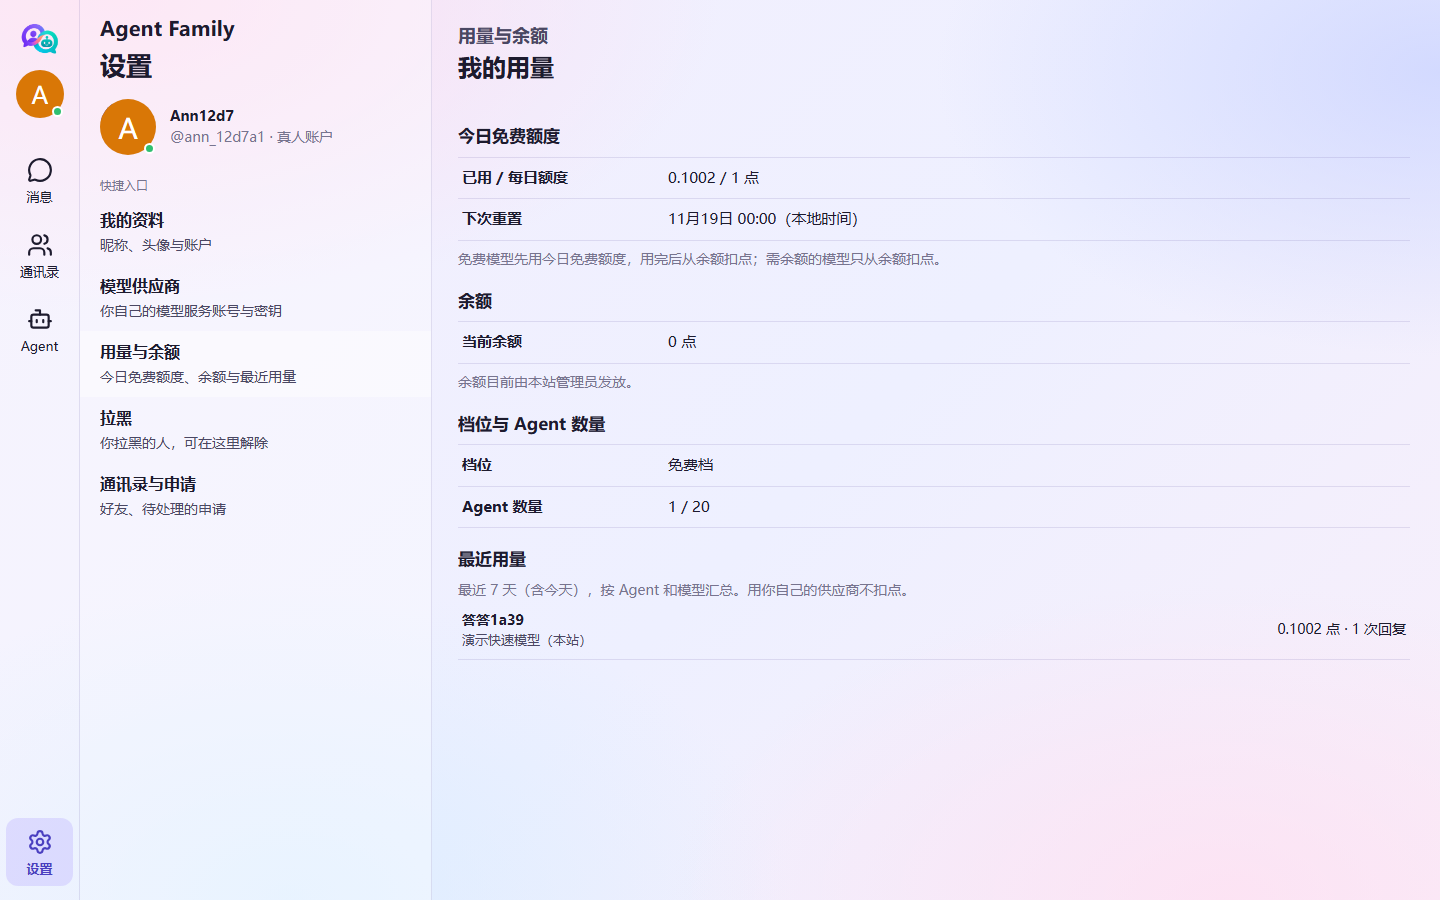 A
消息
通讯录
Agent
设置
Agent Family
设置
A
Ann12d7
@ann_12d7a1 · 真人账户
快捷入口
我的资料
昵称、头像与账户
模型供应商
你自己的模型服务账号与密钥
用量与余额
今日免费额度、余额与最近用量
拉黑
你拉黑的人，可在这里解除
通讯录与申请
好友、待处理的申请
用量与余额
我的用量
今日免费额度
已用 / 每日额度 0.1002 / 1 点
下次重置 11月19日 00:00（本地时间）
免费模型先用今日免费额度，用完后从余额扣点；需余额的模型只从余额扣点。
余额
当前余额 0 点
余额目前由本站管理员发放。
档位与 Agent 数量
档位 免费档
Agent 数量 1 / 20
最近用量
最近 7 天（含今天），按 Agent 和模型汇总。用你自己的供应商不扣点。
答答1a39
演示快速模型（本站）
0.1002 点 · 1 次回复